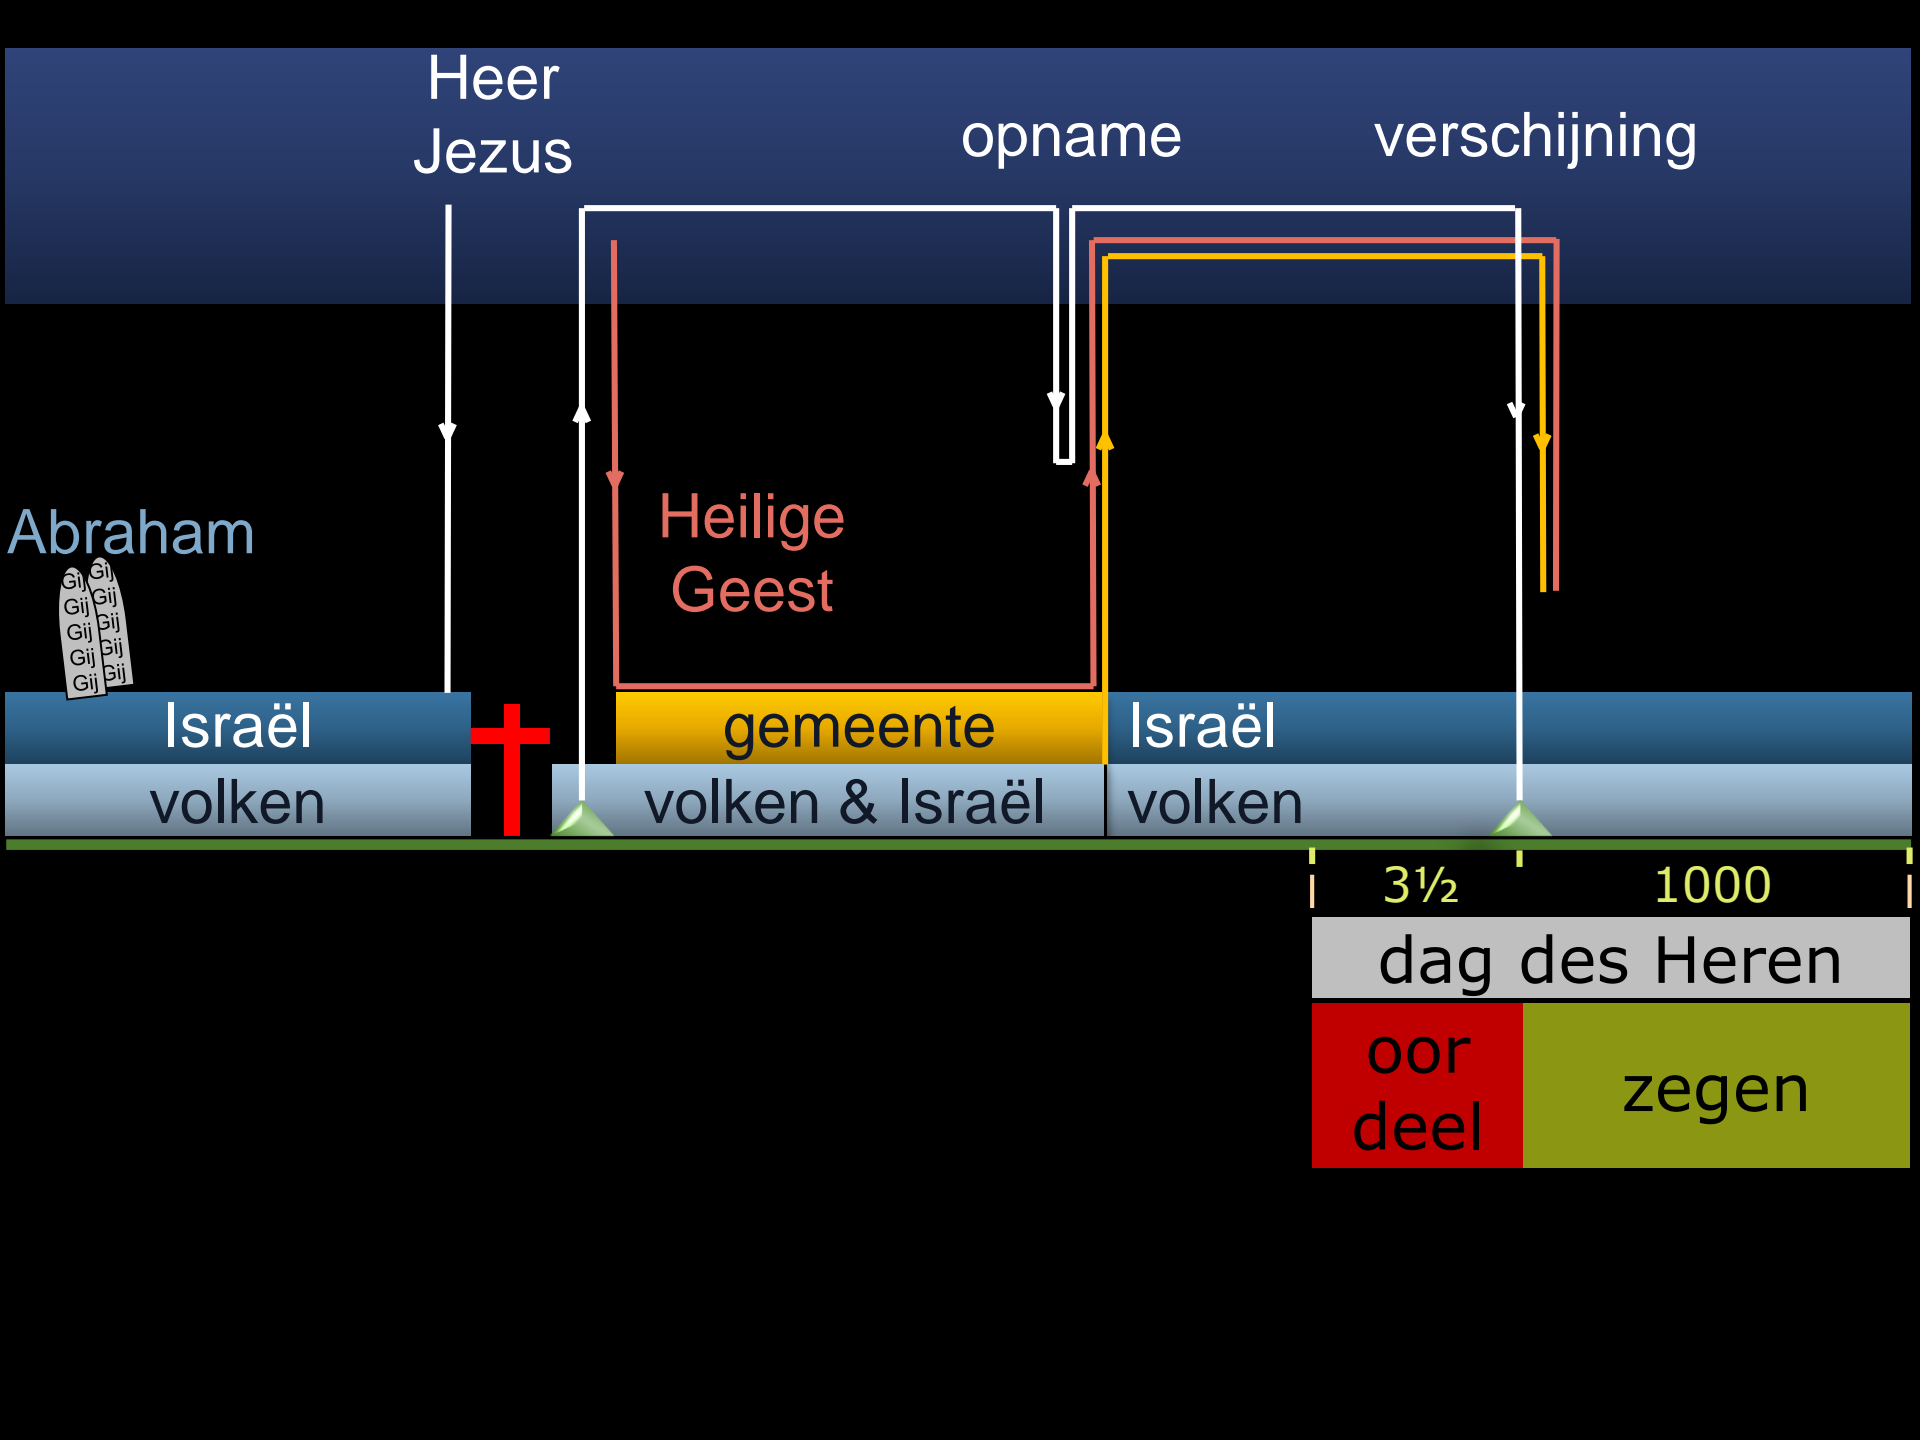 Heer
Jezus
opname
verschijning
Abraham
Heilige
Geest
Gij
Gij
Gij
Gij
Gij
Gij
Gij
Gij
Gij
Gij
Israël
gemeente
Israël
volken
volken & Israël
volken
3½
1000
dag des Heren
oor
deel
zegen